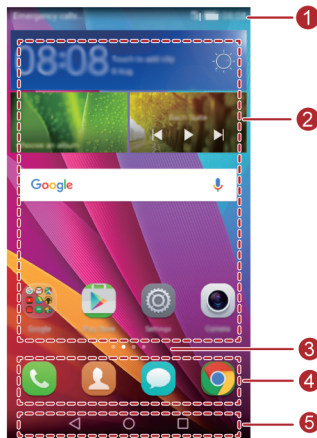 Emergency calls...
1
08:08
Touch to add city
2
Google
Google
Play Store
Settings
Camera
3
4
5